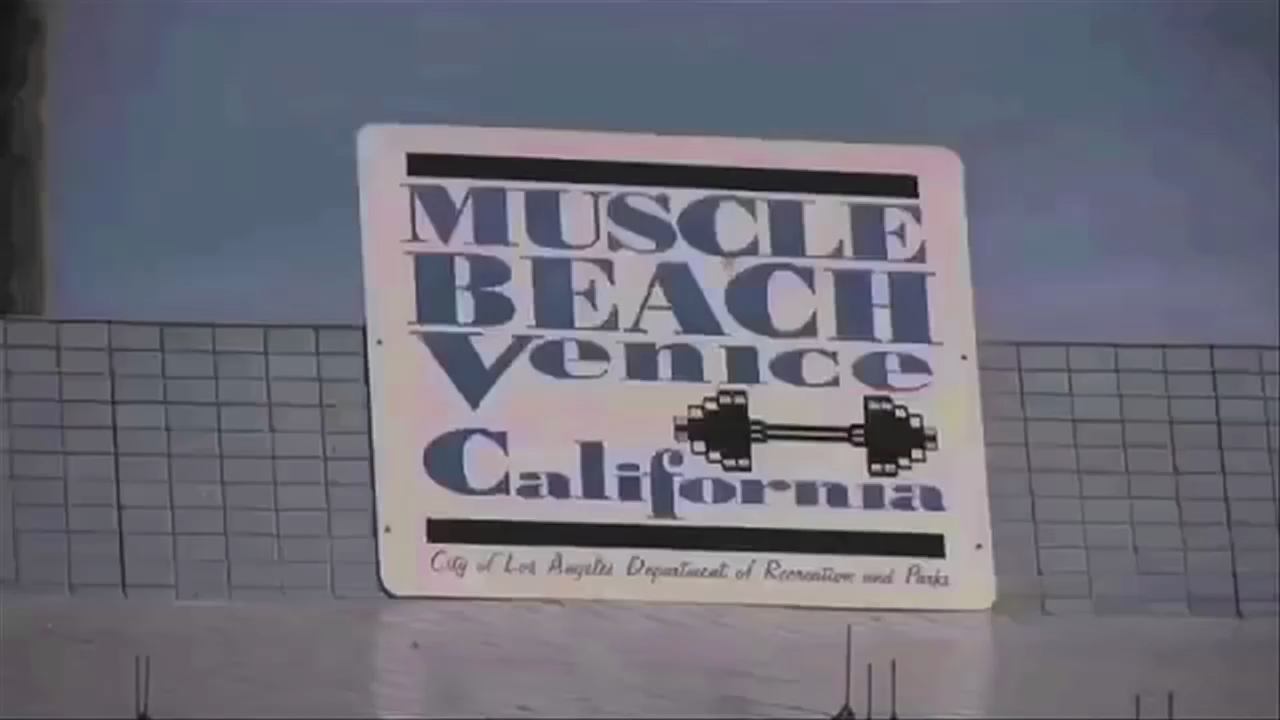 MUSCLE
BEACH
Venice
California
City of Los Angeles Department of Recreation and Parks